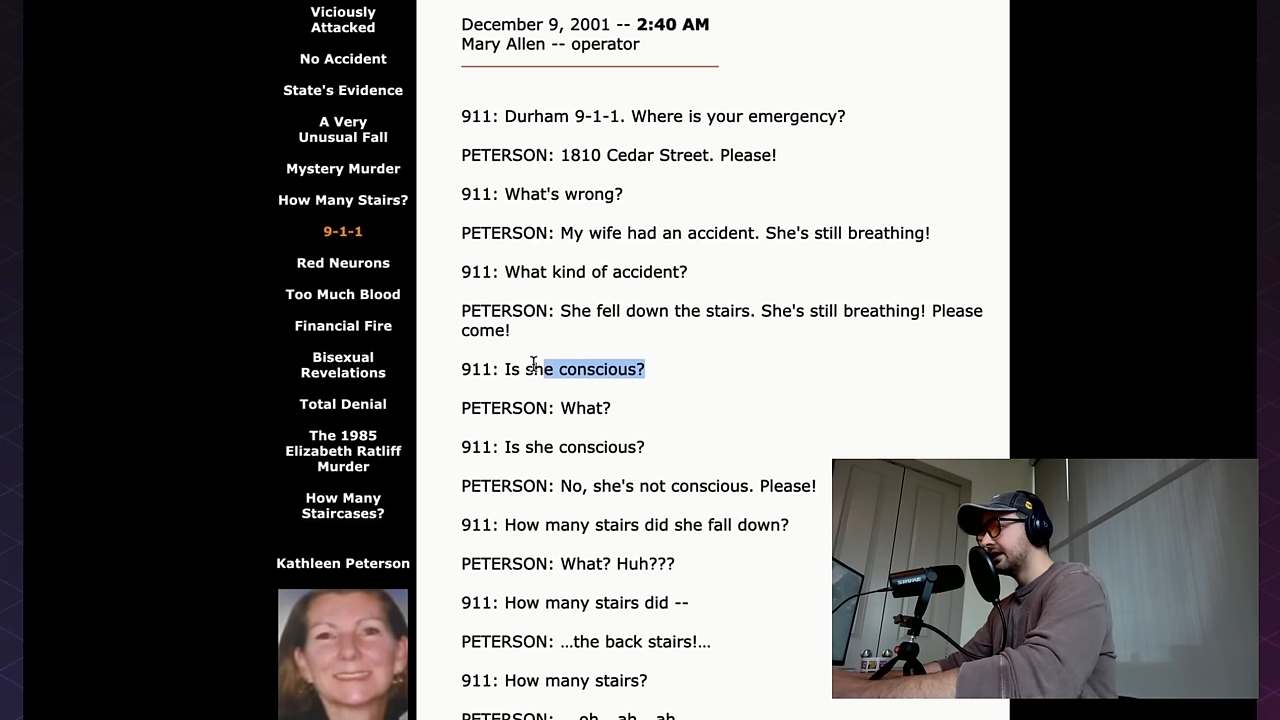 Viciously
Attacked
No Accident
State's Evidence
A Very
Unusual Fall
Mystery Murder
How Many Stairs?
9-1-1
Red Neurons
Too Much Blood
Financial Fire
Bisexual
Revelations
Total Denial
The 1985
Elizabeth Ratliff
Murder
How Many
Staircases?
Kathleen Peterson
December 9, 2001 -- 2:40 AM
Mary Allen -- operator
911: Durham 9-1-1. Where is your emergency?
PETERSON: 1810 Cedar Street. Please!
911: What's wrong?
PETERSON: My wife had an accident. She's still breathing!
911: What kind of accident?
PETERSON: She fell down the stairs. She's still breathing! Please
come!
911: Is she conscious?
PETERSON: What?
911: Is she conscious?
PETERSON: No, she's not conscious. Please!
911: How many stairs did she fall down?
PETERSON: What? Huh???
911: How many stairs did --
PETERSON: …the back stairs!…
911: How many stairs?
PETERSON: …oh…ah…ah…
SHURE